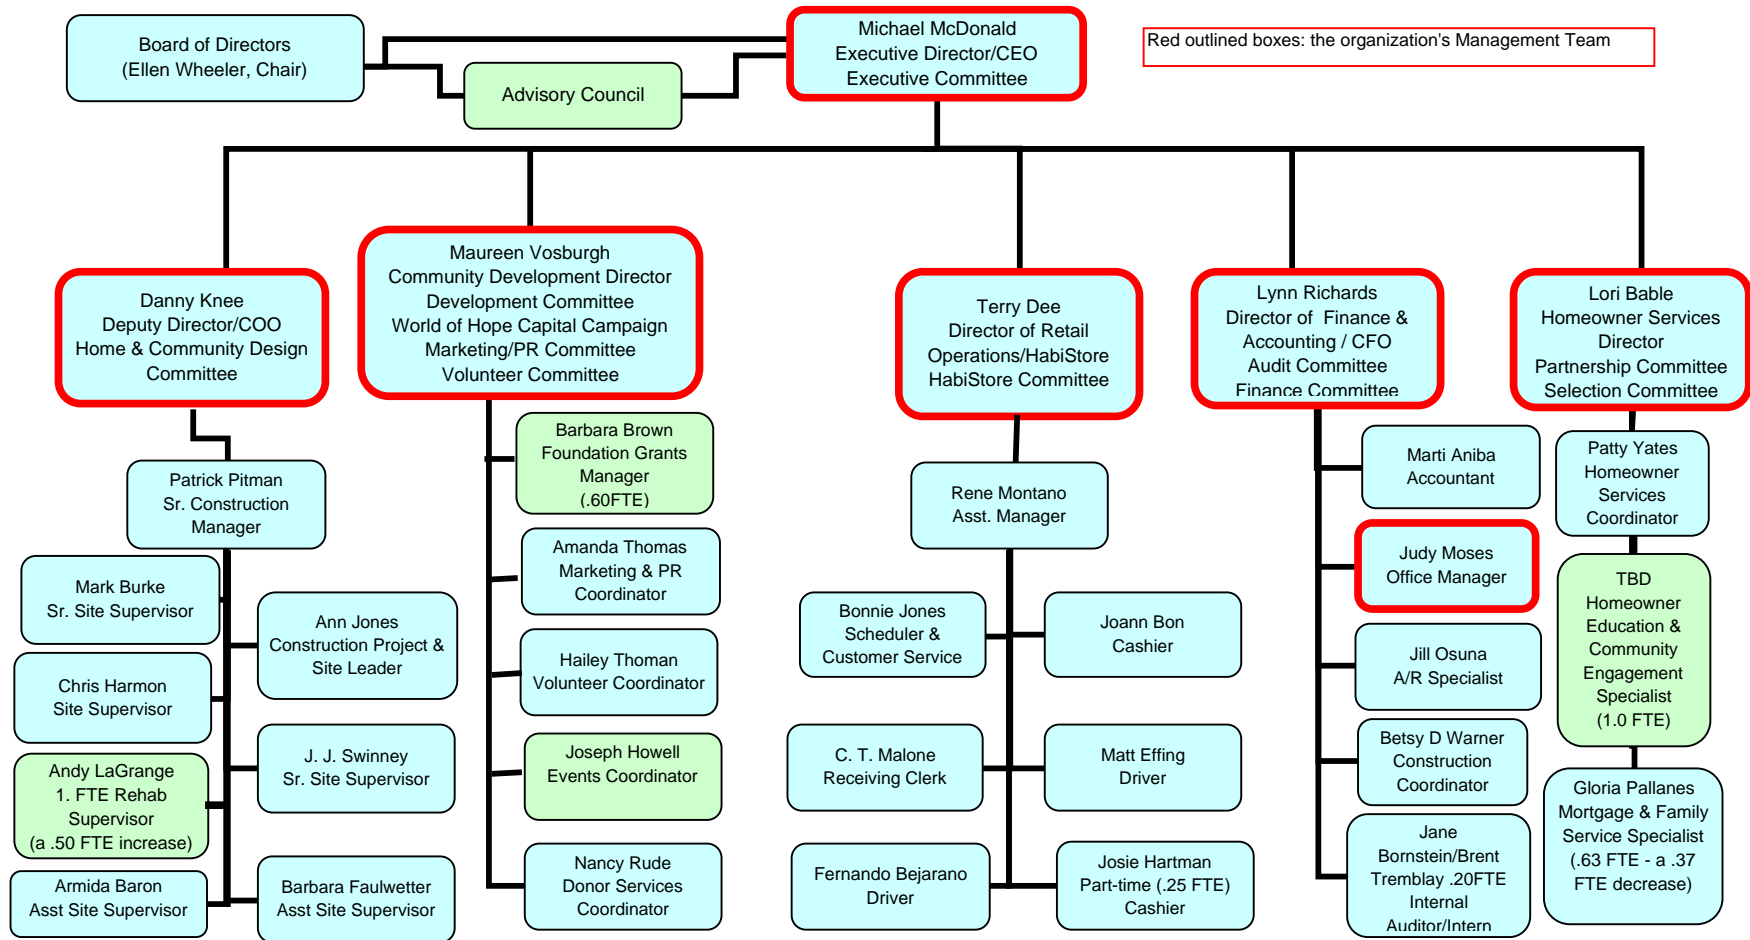 Board of Directors
(Ellen Wheeler, Chair)
Advisory Council
Michael McDonald
Executive Director/CEO
Executive Committee
Red outlined boxes: the organization's Management Team
Danny Knee
Deputy Director/COO
Home & Community Design
Committee
Maureen Vosburgh
Community Development Director
Development Committee
World of Hope Capital Campaign
Marketing/PR Committee
Volunteer Committee
Terry Dee
Director of Retail
Operations/HabiStore
HabiStore Committee
Lynn Richards
Director of  Finance &
Accounting / CFO
Audit Committee
Finance Committee
Lori Bable
Homeowner Services
Director
Partnership Committee
Selection Committee
Patrick Pitman
Sr. Construction
Manager
Mark Burke
Sr. Site Supervisor
Ann Jones
Construction Project &
Site Leader
Chris Harmon
Site Supervisor
J. J. Swinney
Sr. Site Supervisor
Andy LaGrange
1. FTE Rehab
Supervisor
(a .50 FTE increase)
Armida Baron
Asst Site Supervisor
Barbara Faulwetter
Asst Site Supervisor
Barbara Brown
Foundation Grants
Manager
(.60FTE)
Amanda Thomas
Marketing & PR
Coordinator
Hailey Thoman
Volunteer Coordinator
Joseph Howell
Events Coordinator
Nancy Rude
Donor Services
Coordinator
Rene Montano
Asst. Manager
Bonnie Jones
Scheduler &
Customer Service
Joann Bon
Cashier
C. T. Malone
Receiving Clerk
Matt Effing
Driver
Fernando Bejarano
Driver
Josie Hartman
Part-time (.25 FTE)
Cashier
Marti Aniba
Accountant
Judy Moses
Office Manager
Jill Osuna
A/R Specialist
Betsy D Warner
Construction
Coordinator
Jane
Bornstein/Brent
Tremblay .20FTE
Internal
Auditor/Intern
Patty Yates
Homeowner
Services
Coordinator
TBD
Homeowner
Education &
Community
Engagement
Specialist
(1.0 FTE)
Gloria Pallanes
Mortgage & Family
Service Specialist
(.63 FTE - a .37
FTE decrease)